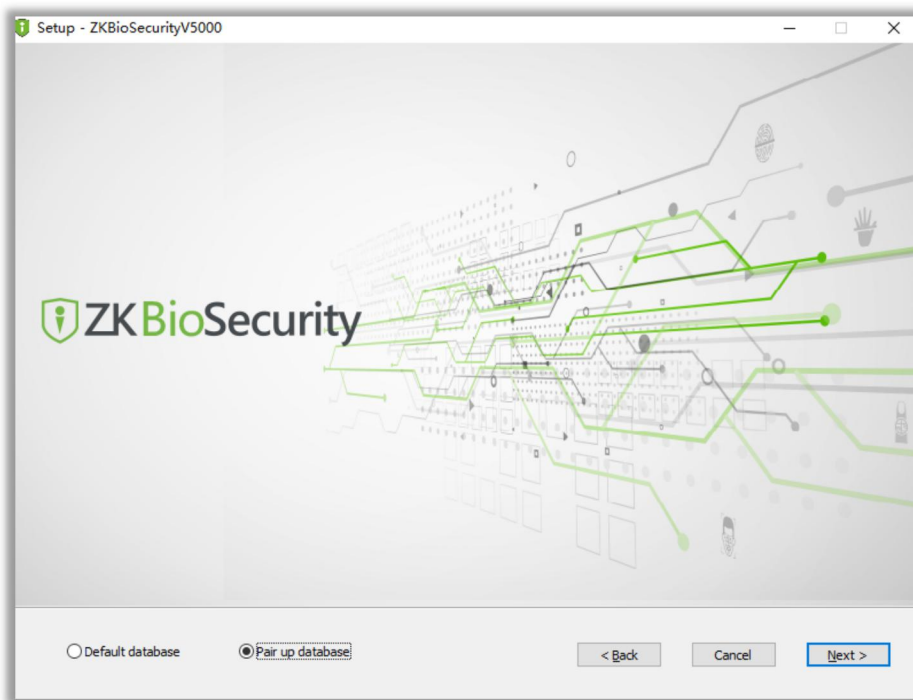 Setup - ZKBioSecurityV5000
ZKBioSecurity
Default database
Pair up database
< Back
Cancel
Next >